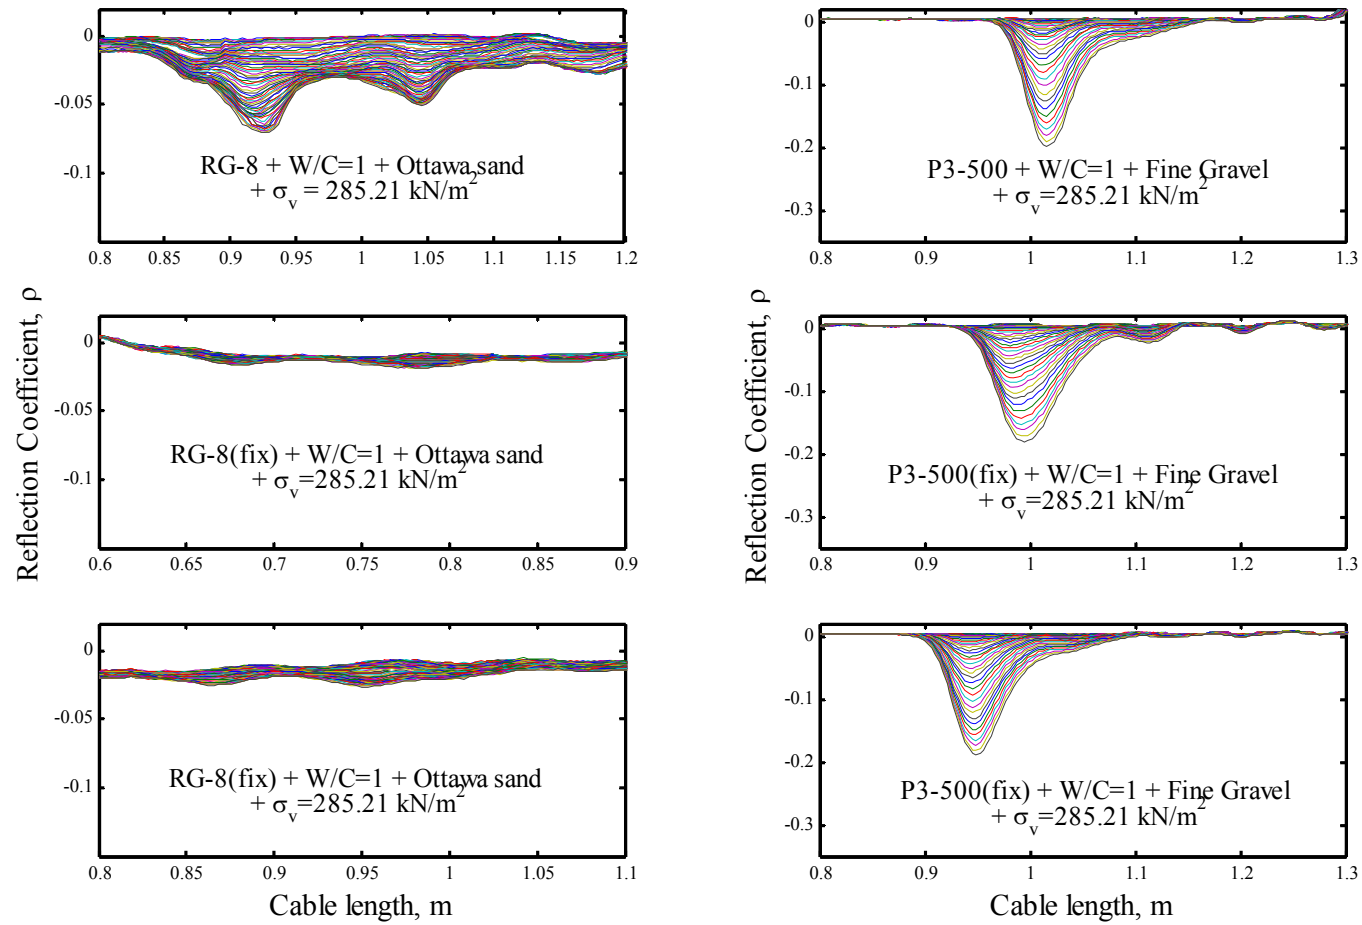 0
-0.05
-0.1
RG-8 + W/C=1 + Ottawa sand
+ σv = 285.21 kN/m2
0.8 0.85 0.9 0.95 1 1.05 1.1 1.15 1.2
0
-0.05
-0.1
RG-8(fix) + W/C=1 + Ottawa sand
+ σv=285.21 kN/m2
0.6 0.65 0.7 0.75 0.8 0.85 0.9
0
-0.05
-0.1
RG-8(fix) + W/C=1 + Ottawa sand
+ σv=285.21 kN/m2
0.8 0.85 0.9 0.95 1 1.05 1.1
Reflection Coefficient, ρ
Cable length, m
0
-0.1
-0.2
-0.3
P3-500 + W/C=1 + Fine Gravel
+ σv=285.21 kN/m2
0.8 0.9 1 1.1 1.2 1.3
0
-0.1
-0.2
-0.3
P3-500(fix) + W/C=1 + Fine Gravel
+ σv=285.21 kN/m2
0.8 0.9 1 1.1 1.2 1.3
0
-0.1
-0.2
-0.3
P3-500(fix) + W/C=1 + Fine Gravel
+ σv=285.21 kN/m2
0.8 0.9 1 1.1 1.2 1.3
Reflection Coefficient, ρ
Cable length, m